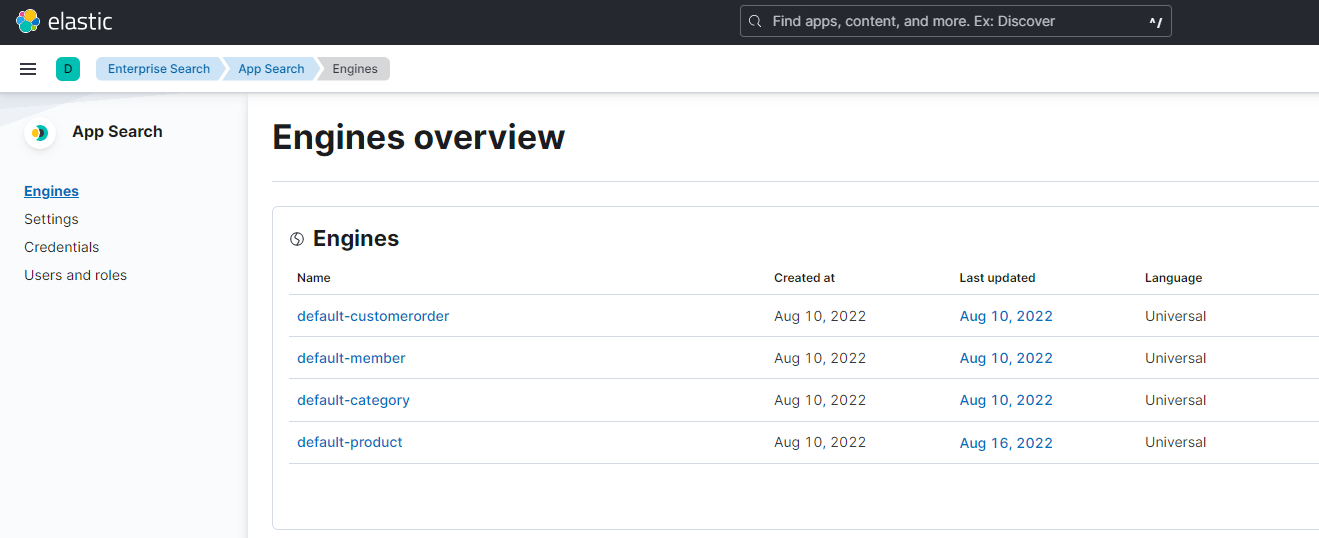 elastic
Find apps, content, and more. Ex: Discover ^/
D Enterprise Search App Search Engines
App Search
Engines
Settings
Credentials
Users and roles
Engines overview
Engines
Name Created at Last updated Language
default-customerorder Aug 10, 2022 Aug 10, 2022 Universal
default-member Aug 10, 2022 Aug 10, 2022 Universal
default-category Aug 10, 2022 Aug 10, 2022 Universal
default-product Aug 10, 2022 Aug 16, 2022 Universal